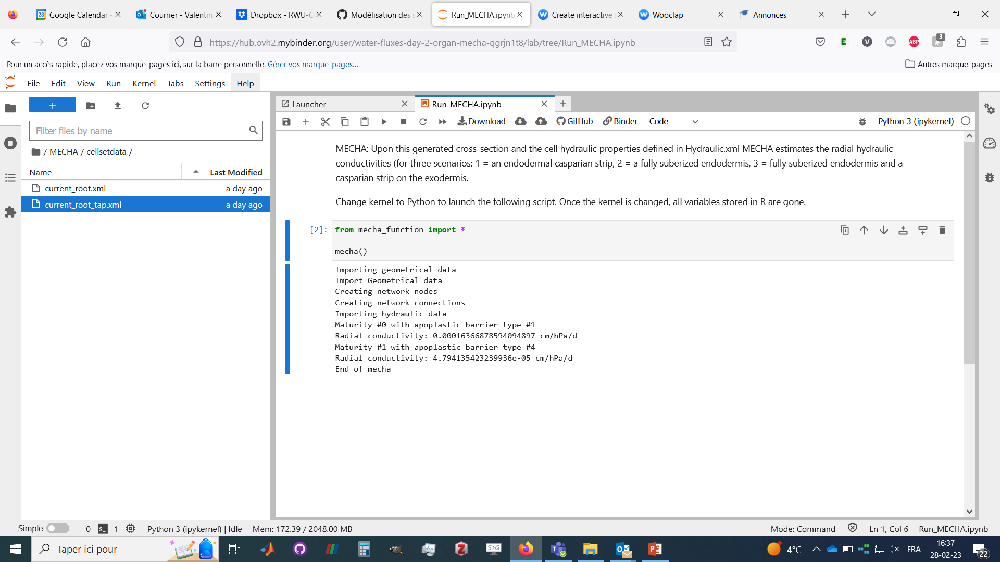 Google Calendar -
Courrier - Valentin
Dropbox - RWU-C
Modélisation des s
Run_MECHA.ipynb
Create interactive
Wooclap
Annonces
https://hub.ovh2.mybinder.org/user/water-fluxes-day-2-organ-mecha-qgrjn1t8/lab/tree/Run_MECHA.ipynb
3
Pour un accès rapide, placez vos marque-pages ici, sur la barre personnelle. Gérer vos marque-pages...
Autres marque-pages
File Edit View Run Kernel Tabs Settings Help
Filter files by name
/ MECHA / cellsetdata /
Name Last Modified
current_root.xml a day ago
current_root_tap.xml a day ago
Launcher
Run_MECHA.ipynb
Download GitHub Binder Code Python 3 (ipykernel)
MECHA: Upon this generated cross-section and the cell hydraulic properties defined in Hydraulic.xml MECHA estimates the radial hydraulic
conductivities (for three scenarios: 1 = an endodermal casparian strip, 2 = a fully suberized endodermis, 3 = fully suberized endodermis and a
casparian strip on the exodermis.
Change kernel to Python to launch the following script. Once the kernel is changed, all variables stored in R are gone.
[2]: from mecha_function import *
mecha()
Importing geometrical data
Import Geometrical data
Creating network nodes
Creating network connections
Importing hydraulic data
Maturity #0 with apoplastic barrier type #1
Radial conductivity: 0.00016366878594094897 cm/hPa/d
Maturity #1 with apoplastic barrier type #4
Radial conductivity: 4.794135423239936e-05 cm/hPa/d
End of mecha
Simple 0 1 Python 3 (ipykernel) | Idle Mem: 172.39 / 2048.00 MB
Mode: Command Ln 1, Col 6 Run_MECHA.ipynb
Taper ici pour
4°C
FRA
16:37
28-02-23
22